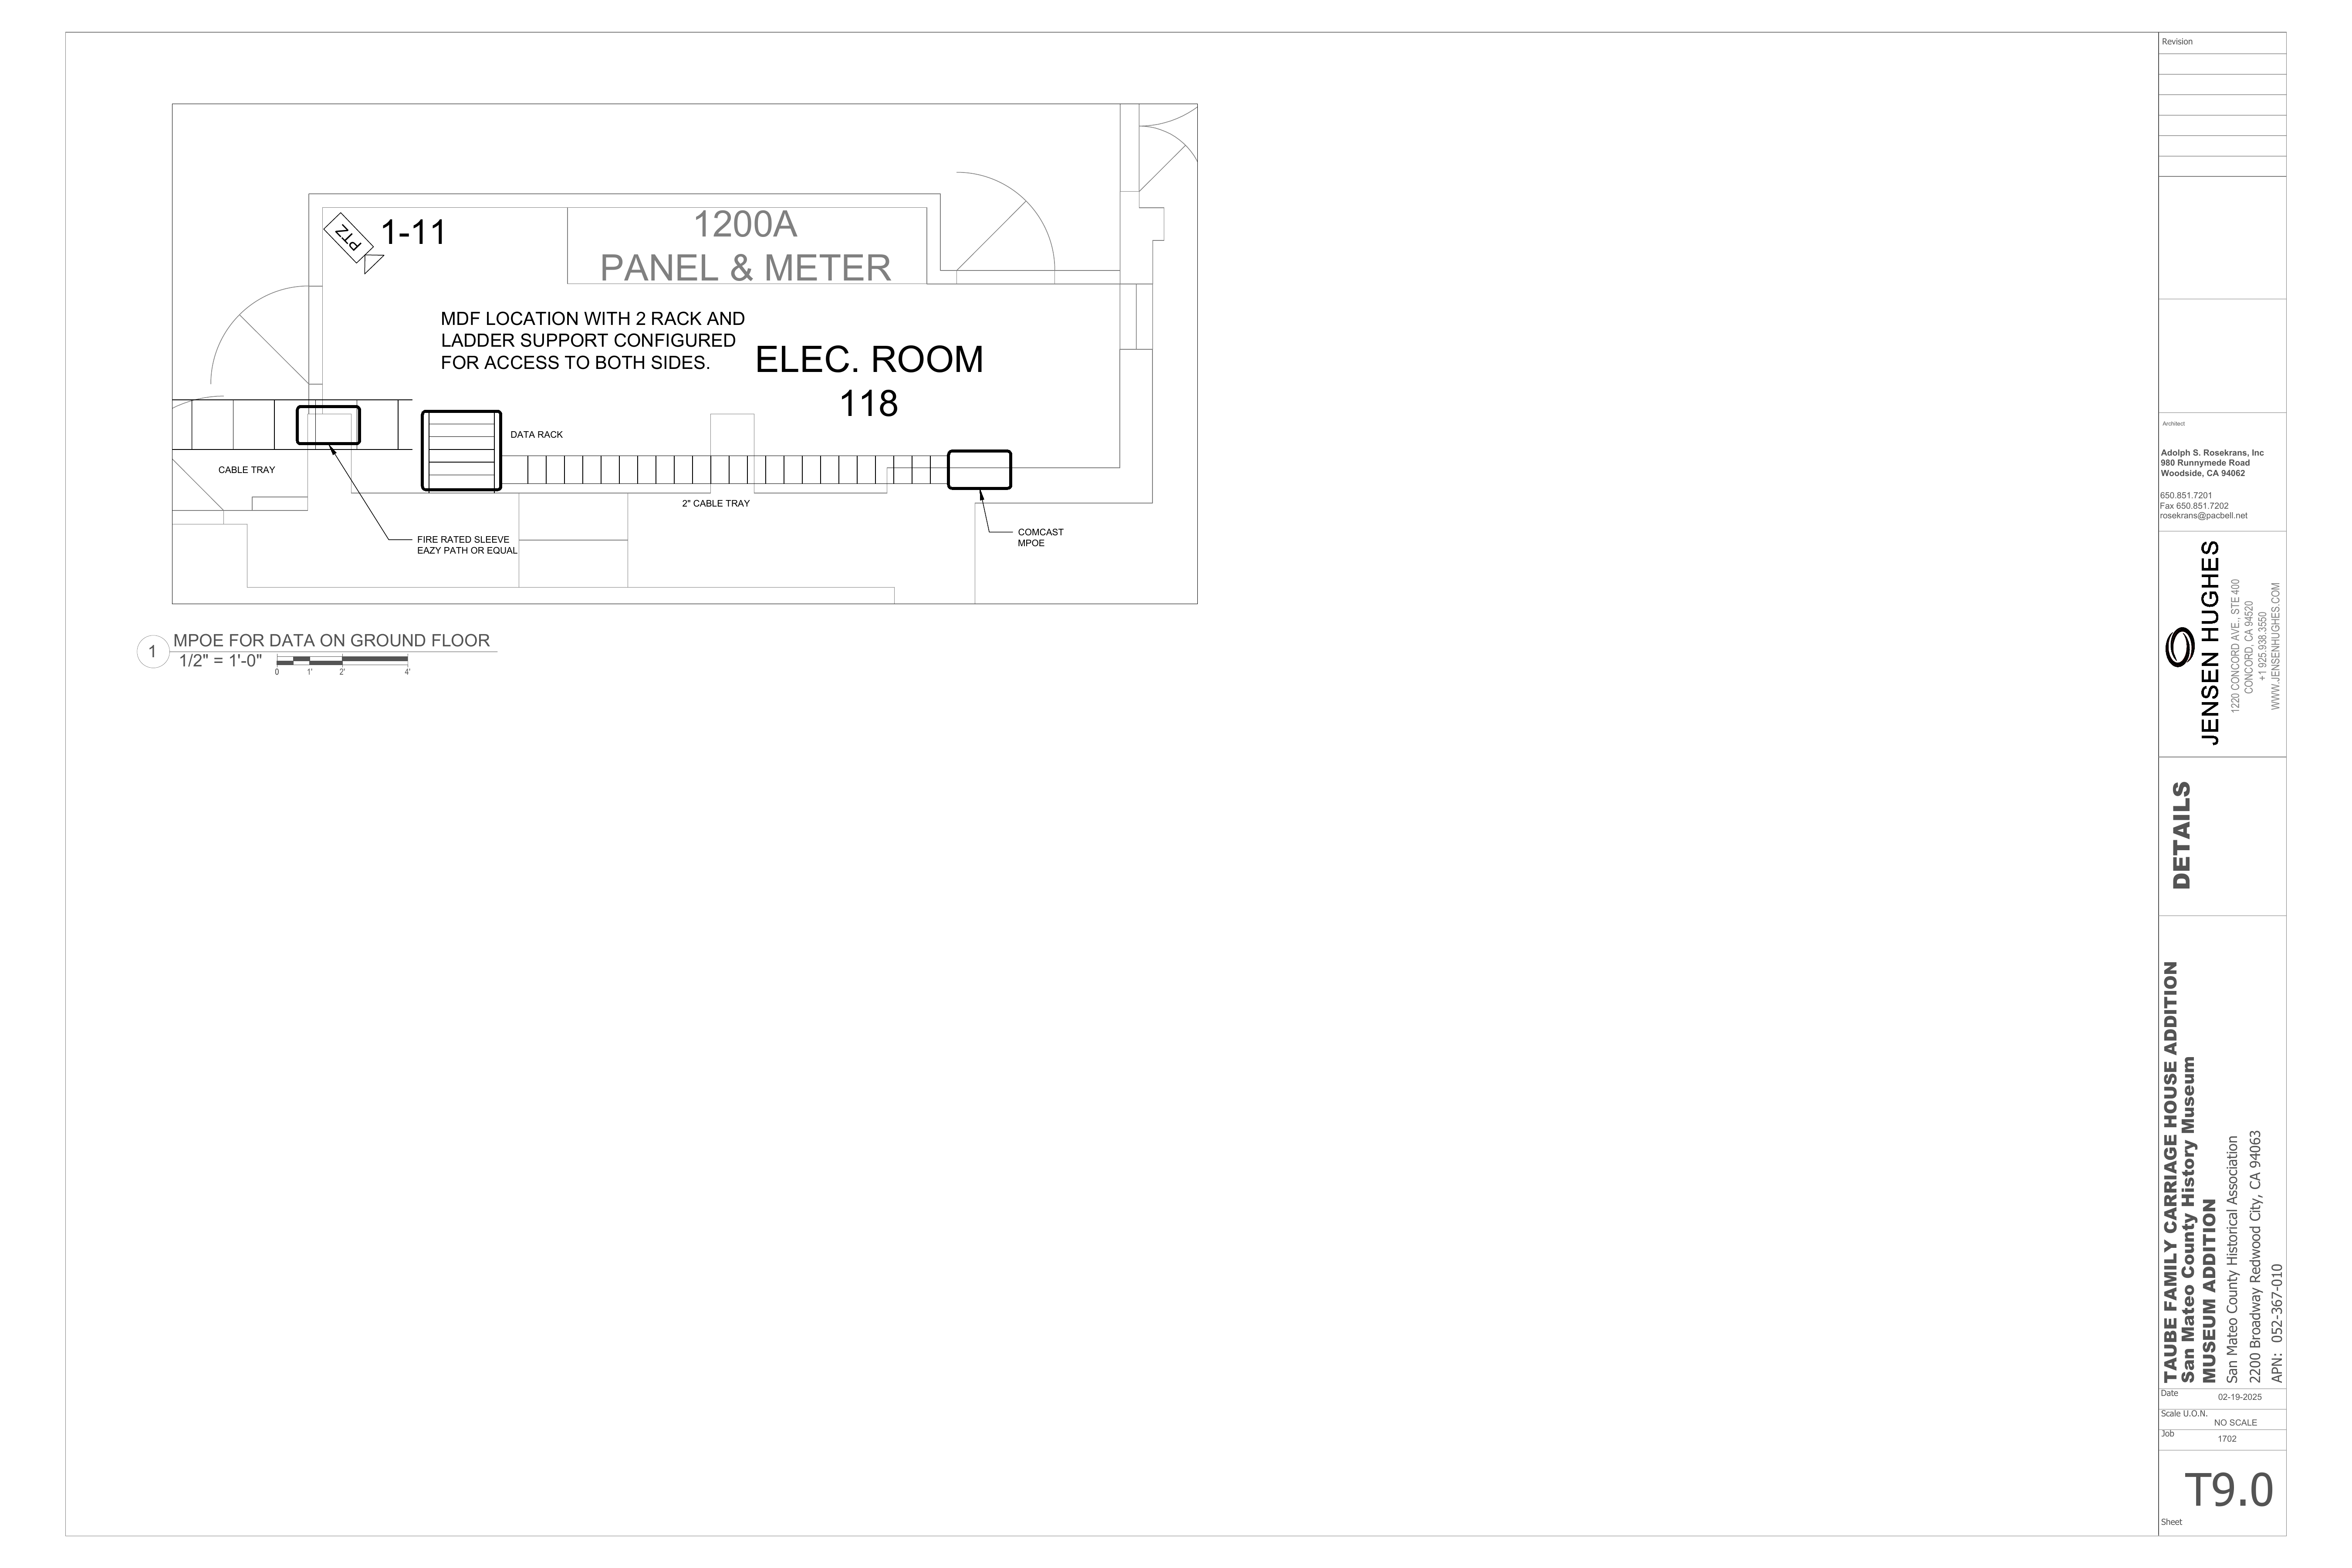 1-11
PTZ
1200A
PANEL & METER
MDF LOCATION WITH 2 RACK AND
LADDER SUPPORT CONFIGURED
FOR ACCESS TO BOTH SIDES.
ELEC. ROOM
118
DATA RACK
CABLE TRAY
2" CABLE TRAY
FIRE RATED SLEEVE
EAZY PATH OR EQUAL
COMCAST
MPOE
1
MPOE FOR DATA ON GROUND FLOOR
1/2" = 1'-0"
0 1' 2' 4'
Revision
Architect
Adolph S. Rosekrans, Inc
980 Runnymede Road
Woodside, CA 94062
650.851.7201
Fax 650.851.7202
rosekrans@pacbell.net
JENSEN HUGHES
1220 CONCORD AVE., STE 400
CONCORD, CA 94520
+1 925.938.3550
WWW.JENSENHUGHES.COM
DETAILS
TAUBE FAMILY CARRIAGE HOUSE ADDITION
San Mateo County History Museum
MUSEUM ADDITION
San Mateo County Historical Association
2200 Broadway Redwood City, CA 94063
APN: 052-367-010
Date
02-19-2025
Scale U.O.N.
NO SCALE
Job
1702
T9.0
Sheet